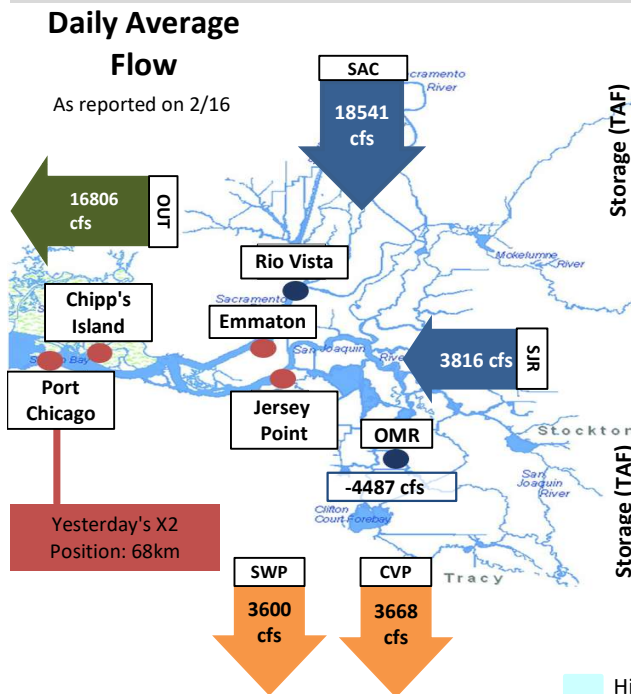 Daily Average
Flow
As reported on 2/16
SAC
Sacramento
River
18541
cfs
Storage (TAF)
16806
cfs
OUT
Rio Vista
Mokelumne
River
Chipp's
Island
Sacramento
Emmaton
San Joaquin
River
3816 cfs
SJR
Port
Chicago
Jersey
Point
OMR
Stockton
-4487 cfs
San
Joaquin
River
Clifton
Court Forebay
Storage (TAF)
Yesterday's X2
Position: 68km
SWP
CVP
Tracy
3600
cfs
3668
cfs
Hi